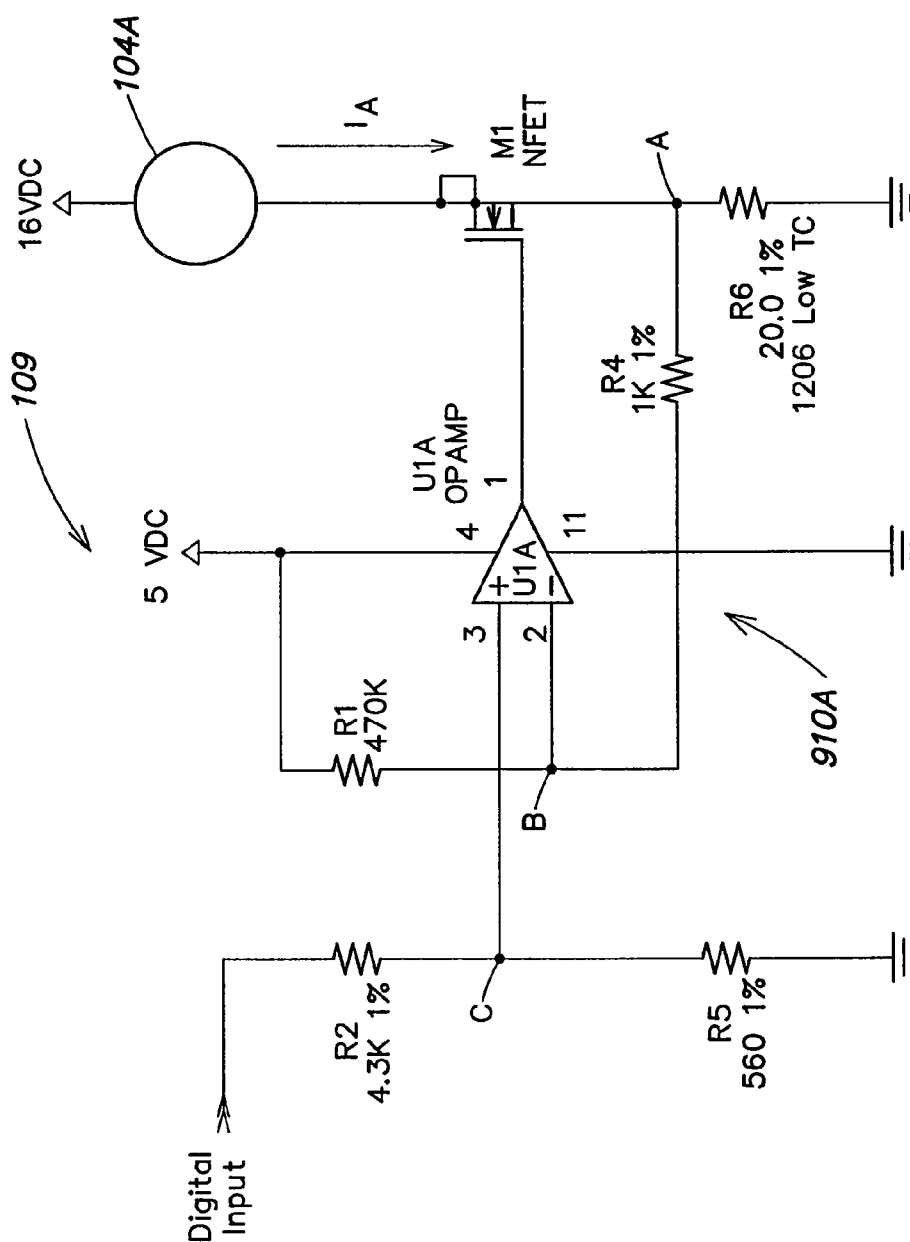 109
16VDC
104A
5 VDC
I A
U1A
OPAMP
4
1
M1
NFET
Digital
Input
R2
4.3K 1%
R1
470K
3
+
U1A
2
−
11
C
B
A
R4
1K 1%
R5
560 1%
R6
20.0 1%
1206 Low TC
910A